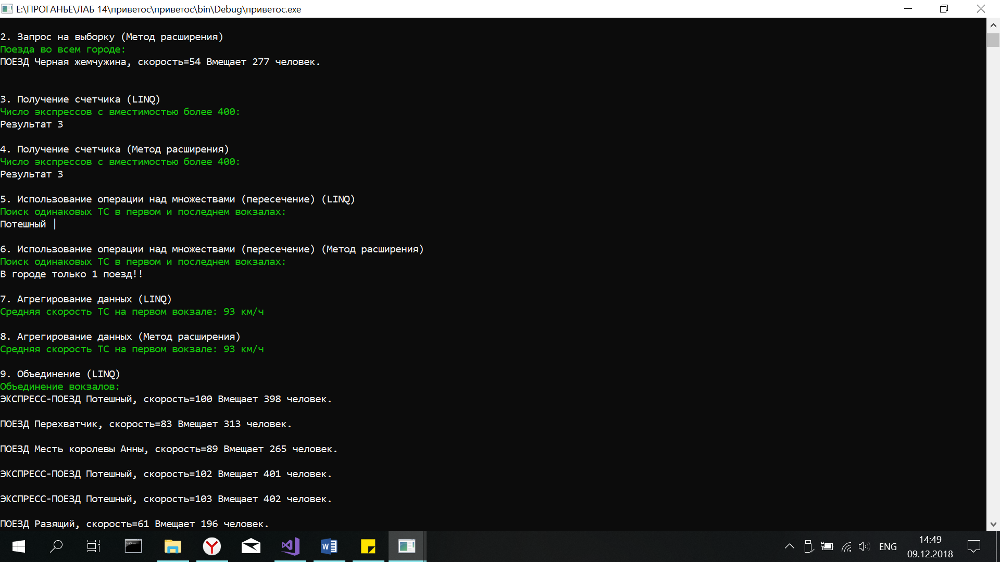 E:\ПРОГАНЬЕ\ЛАБ 14\приветос\приветос\bin\Debug\приветос.exe
2. Запрос на выборку (Метод расширения)
Поезда во всем городе:
ПОЕЗД Черная жемчужина, скорость=54 Вмещает 277 человек.
3. Получение счетчика (LINQ)
Число экспрессов с вместимостью более 400:
Результат 3
4. Получение счетчика (Метод расширения)
Число экспрессов с вместимостью более 400:
Результат 3
5. Использование операции над множествами (пересечение) (LINQ)
Поиск одинаковых ТС в первом и последнем вокзалах:
Потешный |
6. Использование операции над множествами (пересечение) (Метод расширения)
Поиск одинаковых ТС в первом и последнем вокзалах:
В городе только 1 поезд!!
7. Агрегирование данных (LINQ)
Средняя скорость ТС на первом вокзале: 93 км/ч
8. Агрегирование данных (Метод расширения)
Средняя скорость ТС на первом вокзале: 93 км/ч
9. Объединение (LINQ)
Объединение вокзалов:
ЭКСПРЕСС-ПОЕЗД Потешный, скорость=100 Вмещает 398 человек.
ПОЕЗД Перехватчик, скорость=83 Вмещает 313 человек.
ПОЕЗД Месть королевы Анны, скорость=89 Вмещает 265 человек.
ЭКСПРЕСС-ПОЕЗД Потешный, скорость=102 Вмещает 401 человек.
ЭКСПРЕСС-ПОЕЗД Потешный, скорость=103 Вмещает 402 человек.
ПОЕЗД Разящий, скорость=61 Вмещает 196 человек.
ENG
14:49
09.12.2018